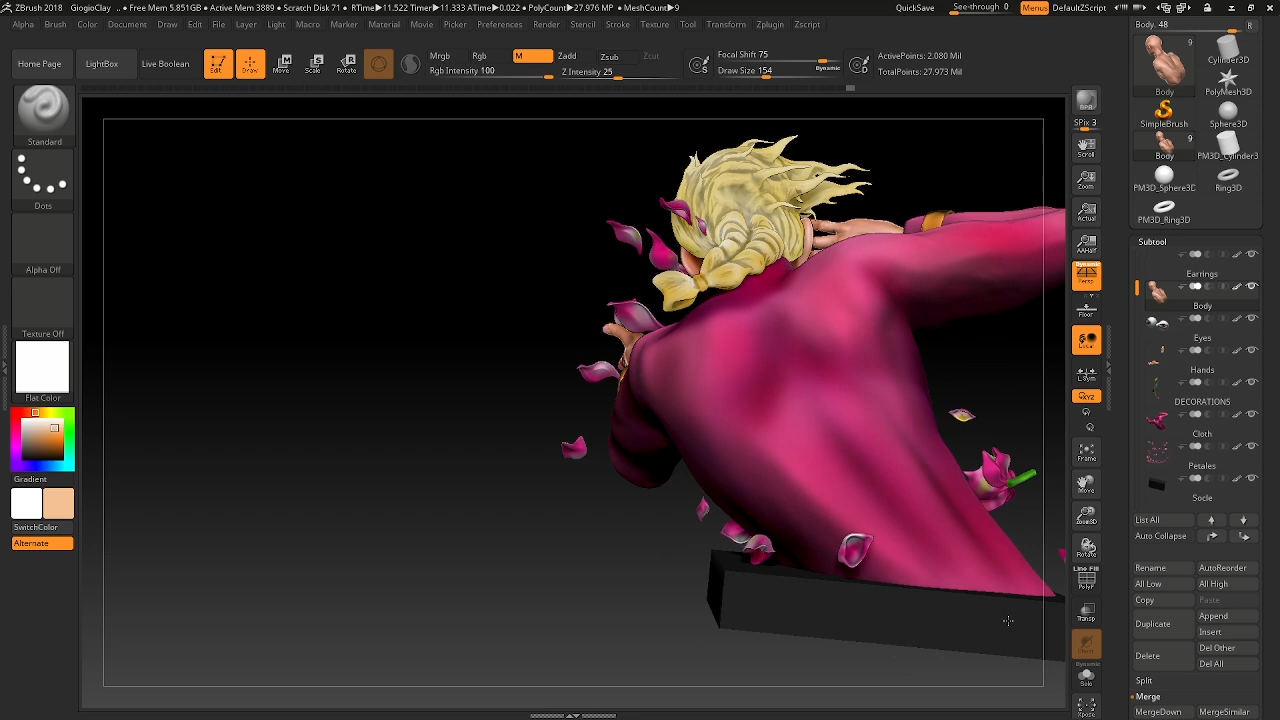 ZBrush 2018 GiogioClay .. • Free Mem 5.851GB • Active Mem 3889 • Scratch Disk 71 • RTime▶11.522 Timer▶11.333 ATime▶0.022 • PolyCount▶27.976 MP • MeshCount▶9 QuickSave See-through 0 Menus DefaultZScript
Alpha Brush Color Document Draw Edit File Layer Light Macro Marker Material Movie Picker Preferences Render Stencil Stroke Texture Tool Transform Zplugin Zscript
Home Page LightBox Live Boolean
Edit Draw Move Scale Rotate
Mrgb Rgb M Zadd Zsub Zcut
Rgb Intensity 100 Z Intensity 25
S
Focal Shift 75
Draw Size 154 Dynamic
D
ActivePoints: 2.080 Mil
TotalPoints: 27.973 Mil
Standard
Dots
Alpha Off
Texture Off
Flat Color
Gradient
SwitchColor
Alternate
BPR
SPix 3
Scroll
Zoom
Actual
AAHalf
Dynamic
Persp
Floor
Local
L.Sym
XYZ
Frame
Move
Zoom3D
Rotate
Line Fill
PolyF
Transp
Ghost
Dynamic
Solo
Xpose
Body. 48 R
9
Body
Cylinder3D
PolyMesh3D
SimpleBrush
Sphere3D
9
Body
PM3D_Cylinder3
PM3D_Sphere3D
Ring3D
PM3D_Ring3D
Subtool
Earrings
Body
Eyes
Hands
DECORATIONS
Cloth
Petales
Socle
List All
Auto Collapse
Rename AutoReorder
All Low All High
Copy Paste
Duplicate Append
Insert
Delete Del Other
Del All
Split
Merge
MergeDown MergeSimilar